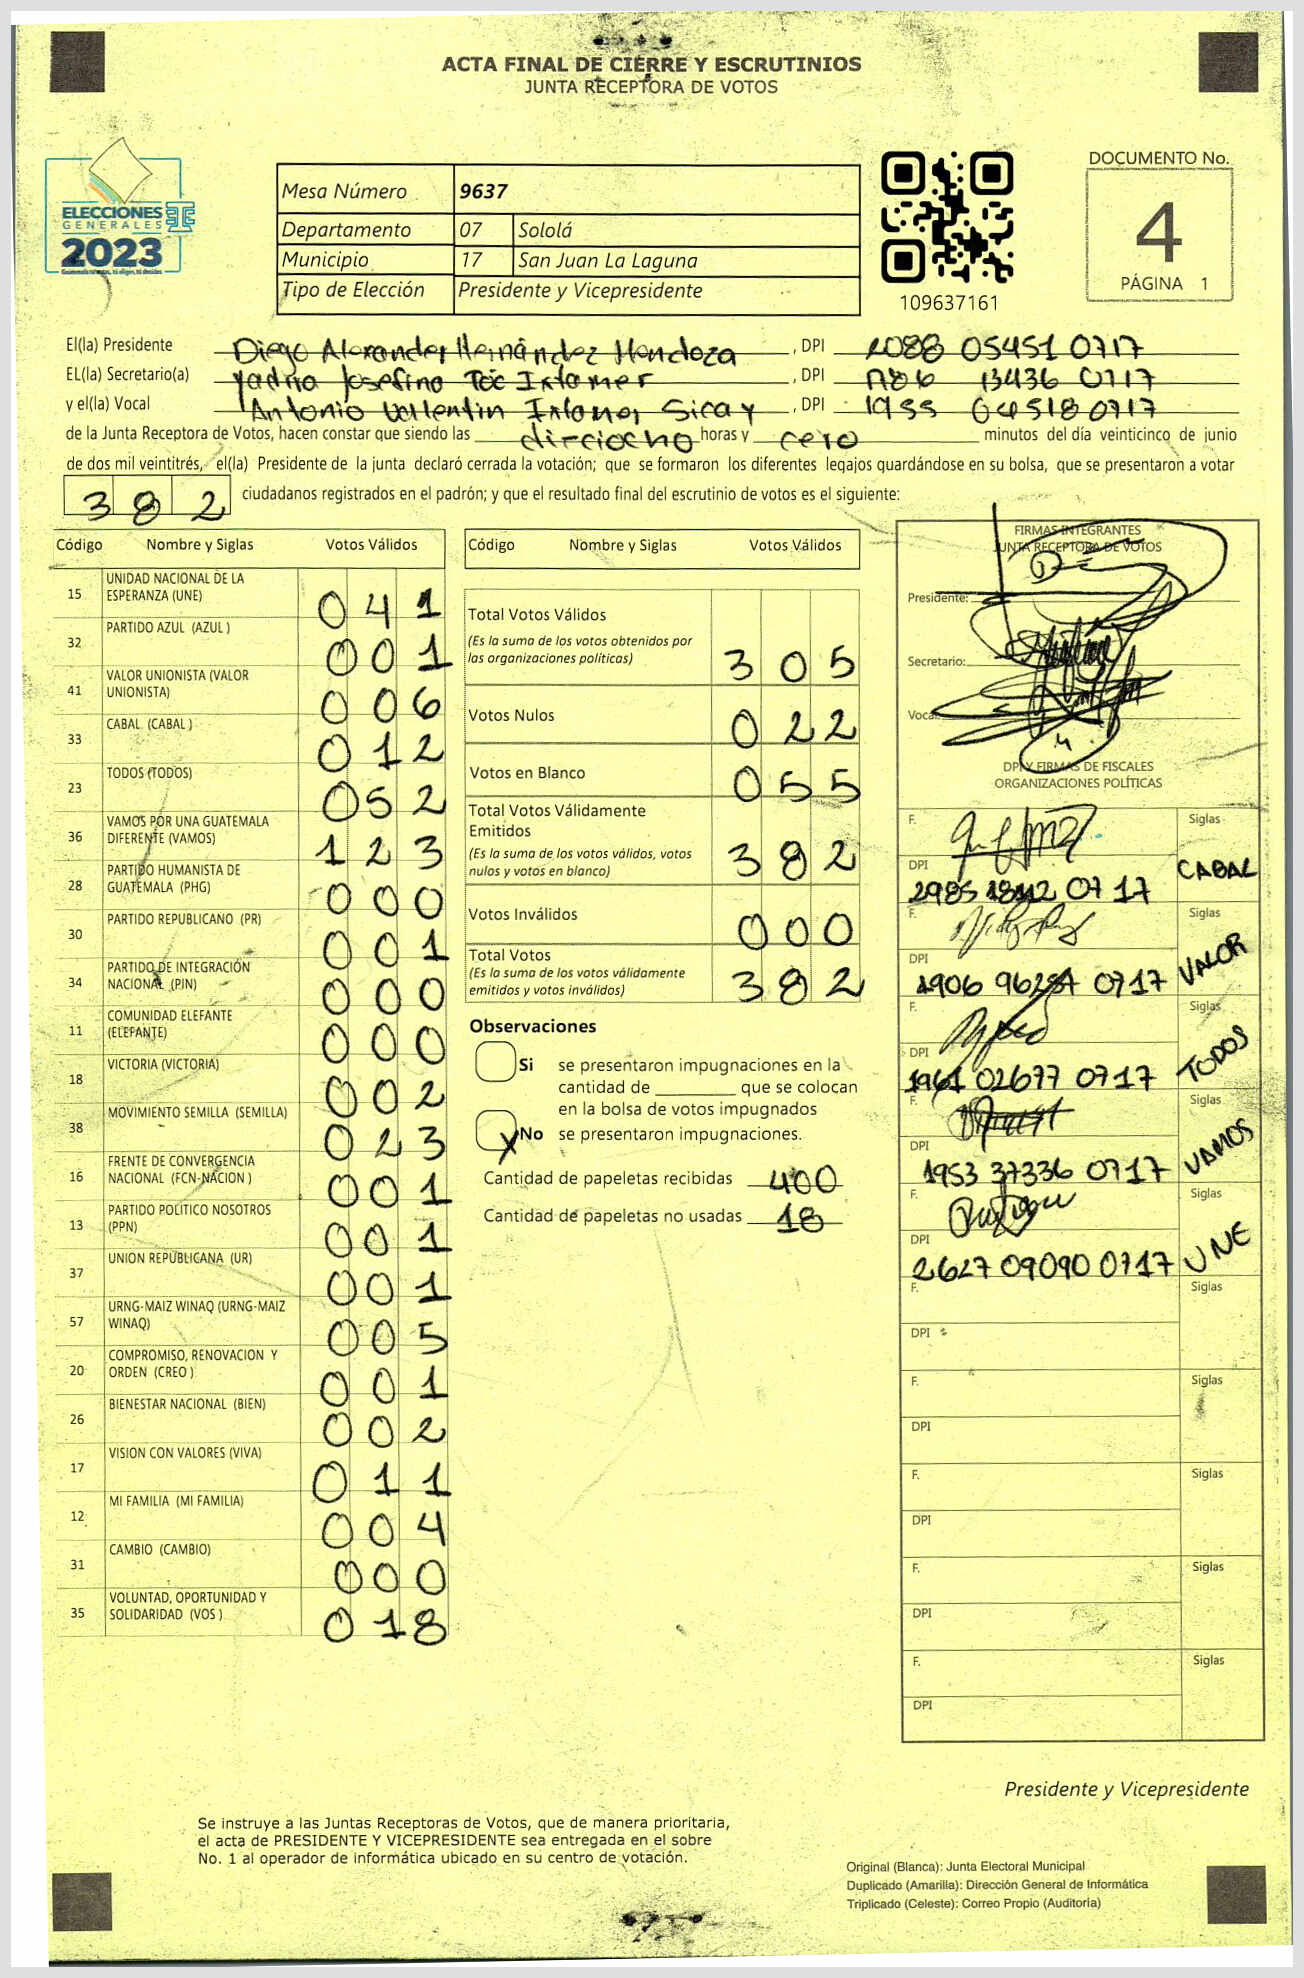 ACTA FINAL DE CIERRE Y ESCRUTINIOS
JUNTA RECEPTORA DE VOTOS
ELECCIONES
GENERALES
2023
Mesa Número 9637
Departamento 07 Sololá
Municipio 17 San Juan La Laguna
Tipo de Elección Presidente y Vicepresidente
109637161
DOCUMENTO No.
4
PÁGINA 1
El(la) Presidente Diego Alexander Hernández Mendoza , DPI 2088 05451 0717
EL(la) Secretario(a) Josefina Toc Ixtamer , DPI 13436 0717
y el(la) Vocal Antonio Vallentin Ixtamer Sicay , DPI 1955 04518 0717
de la Junta Receptora de Votos, hacen constar que siendo las dieciocho horas y cero minutos del día veinticinco de junio
de dos mil veintitrés, el(la) Presidente de la junta declaró cerrada la votación; que se formaron los diferentes legajos guardándose en su bolsa, que se presentaron a votar
382 ciudadanos registrados en el padrón; y que el resultado final del escrutinio de votos es el siguiente:
Código Nombre y Siglas Votos Válidos
15 UNIDAD NACIONAL DE LA ESPERANZA (UNE) 041
32 PARTIDO AZUL (AZUL ) 001
41 VALOR UNIONISTA (VALOR UNIONISTA) 006
33 CABAL (CABAL ) 012
23 TODOS (TODOS) 052
36 VAMOS POR UNA GUATEMALA DIFERENTE (VAMOS) 123
28 PARTIDO HUMANISTA DE GUATEMALA (PHG) 000
30 PARTIDO REPUBLICANO (PR) 001
34 PARTIDO DE INTEGRACIÓN NACIONAL (PIN) 000
11 COMUNIDAD ELEFANTE (ELEFANTE) 000
18 VICTORIA (VICTORIA) 002
38 MOVIMIENTO SEMILLA (SEMILLA) 023
16 FRENTE DE CONVERGENCIA NACIONAL (FCN-NACION ) 001
13 PARTIDO POLITICO NOSOTROS (PPN) 001
37 UNION REPUBLICANA (UR) 001
57 URNG-MAIZ WINAQ (URNG-MAIZ WINAQ) 005
20 COMPROMISO, RENOVACION Y ORDEN (CREO ) 001
26 BIENESTAR NACIONAL (BIEN) 002
17 VISION CON VALORES (VIVA) 011
12 MI FAMILIA (MI FAMILIA) 004
31 CAMBIO (CAMBIO) 000
35 VOLUNTAD, OPORTUNIDAD Y SOLIDARIDAD (VOS ) 018
Código Nombre y Siglas Votos Válidos
Total Votos Válidos
(Es la suma de los votos obtenidos por
las organizaciones políticas) 305
Votos Nulos 022
Votos en Blanco 055
Total Votos Válidamente
Emitidos
(Es la suma de los votos válidos, votos
nulos y votos en blanco) 382
Votos Inválidos 000
Total Votos
(Es la suma de los votos válidamente
emitidos y votos inválidos) 382
Observaciones
Si se presentaron impugnaciones en la
cantidad de ________ que se colocan
en la bolsa de votos impugnados
X No se presentaron impugnaciones.
Cantidad de papeletas recibidas 400
Cantidad de papeletas no usadas 18
FIRMAS INTEGRANTES
JUNTA RECEPTORA DE VOTOS
Presidente:
Secretario:
Vocal
DPI Y FIRMAS DE FISCALES
ORGANIZACIONES POLÍTICAS
F. Siglas
DPI CABAL
2985 0717
F. Siglas
DPI VALOR
1906 0717
F. Siglas
DPI TODOS
1961 02677 0717
F. Siglas
DPI VAMOS
1953 37336 0717
F. Siglas
DPI UNE
2627 09090 0717
F. Siglas
DPI
F. Siglas
DPI
F. Siglas
DPI
F. Siglas
DPI
F. Siglas
DPI
Presidente y Vicepresidente
Se instruye a las Juntas Receptoras de Votos, que de manera prioritaria,
el acta de PRESIDENTE Y VICEPRESIDENTE sea entregada en el sobre
No. 1 al operador de informática ubicado en su centro de votación.
Original (Blanca): Junta Electoral Municipal
Duplicado (Amarilla): Dirección General de Informática
Triplicado (Celeste): Correo Propio (Auditoría)